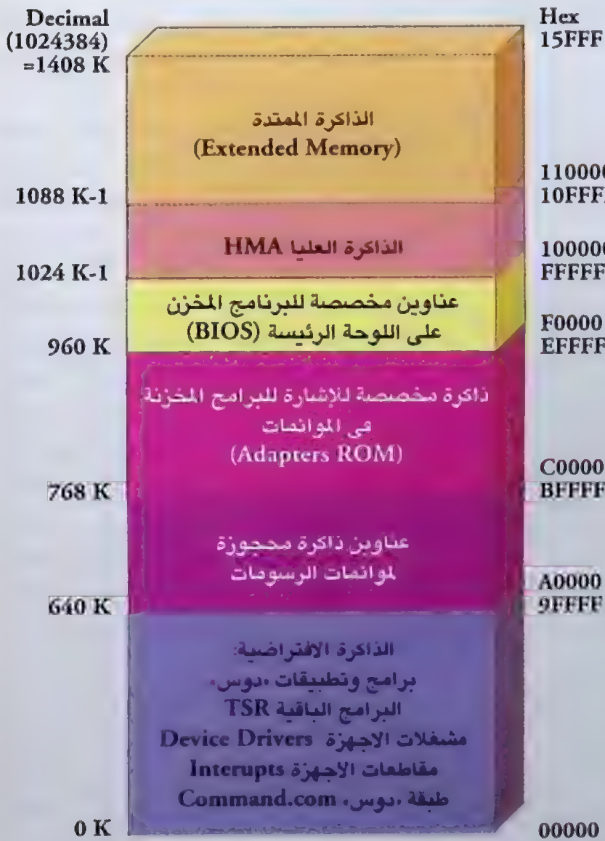 Decimal
(1024384)
=1408 K
Hex
15FFF
الذاكرة الممتدة
(Extended Memory)
1088 K-1
110000
10FFF
الذاكرة العليا HMA
1024 K-1
100000
FFFFF
عناوين مخصصة للبرنامج المخزن
على اللوحة الرئيسة (BIOS)
960 K
F0000
EFFFF
ذاكرة مخصصة للإشارة للبرامج المخزنة
في الموائمات
(Adapters ROM)
768 K
C0000
BFFFF
عناوين ذاكرة محجوزة
لموائمات الرسومات
640 K
A0000
9FFFF
الذاكرة الافتراضية:
برامج وتطبيقات «دوس»،
البرامج الباقية TSR
مشغلات الاجهزة Device Drivers
مقاطعات الاجهزة Interupts
طبقة «دوس» Command.com
0 K
00000